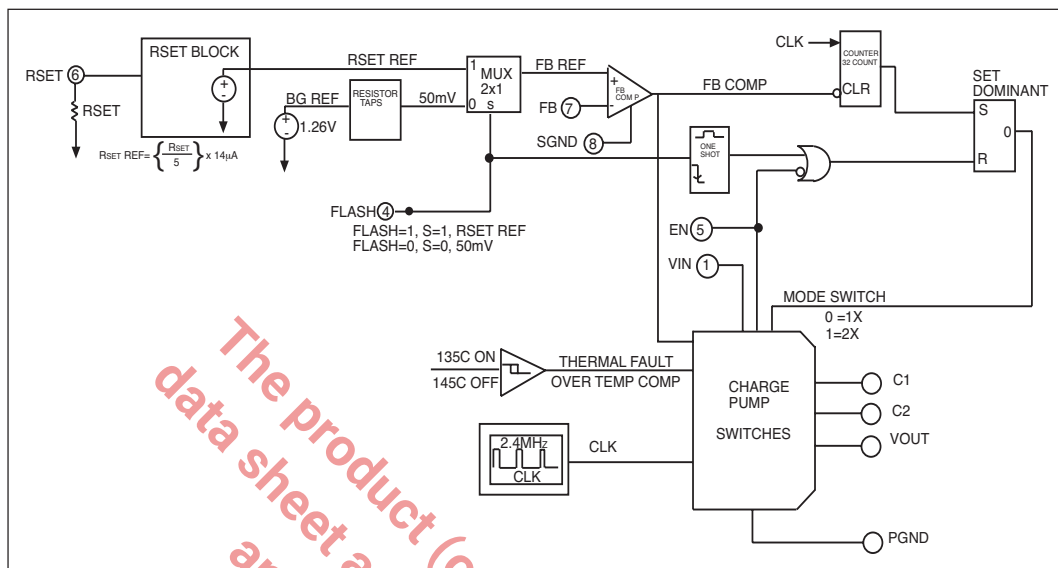 RSET BLOCK
RSET 6
RSET
+
-
RSET REF= { RSET / 5 } x 14µA
RSET REF
BG REF
+
-
1.26V
RESISTOR
TAPS
50mV
1
0
MUX
2x1
s
FB REF
+
-
FB
COM P
FB 7
SGND 8
FB COMP
CLK
COUNTER
32 COUNT
CLR
SET
DOMINANT
S
0
R
ONE
SHOT
FLASH 4
FLASH=1, S=1, RSET REF
FLASH=0, S=0, 50mV
EN 5
VIN 1
MODE SWITCH
0 =1X
1=2X
135C ON
145C OFF
THERMAL FAULT
OVER TEMP COMP
2.4MHz
CLK
CLK
CHARGE
PUMP
SWITCHES
C1
C2
VOUT
PGND
The product (
data sheet a